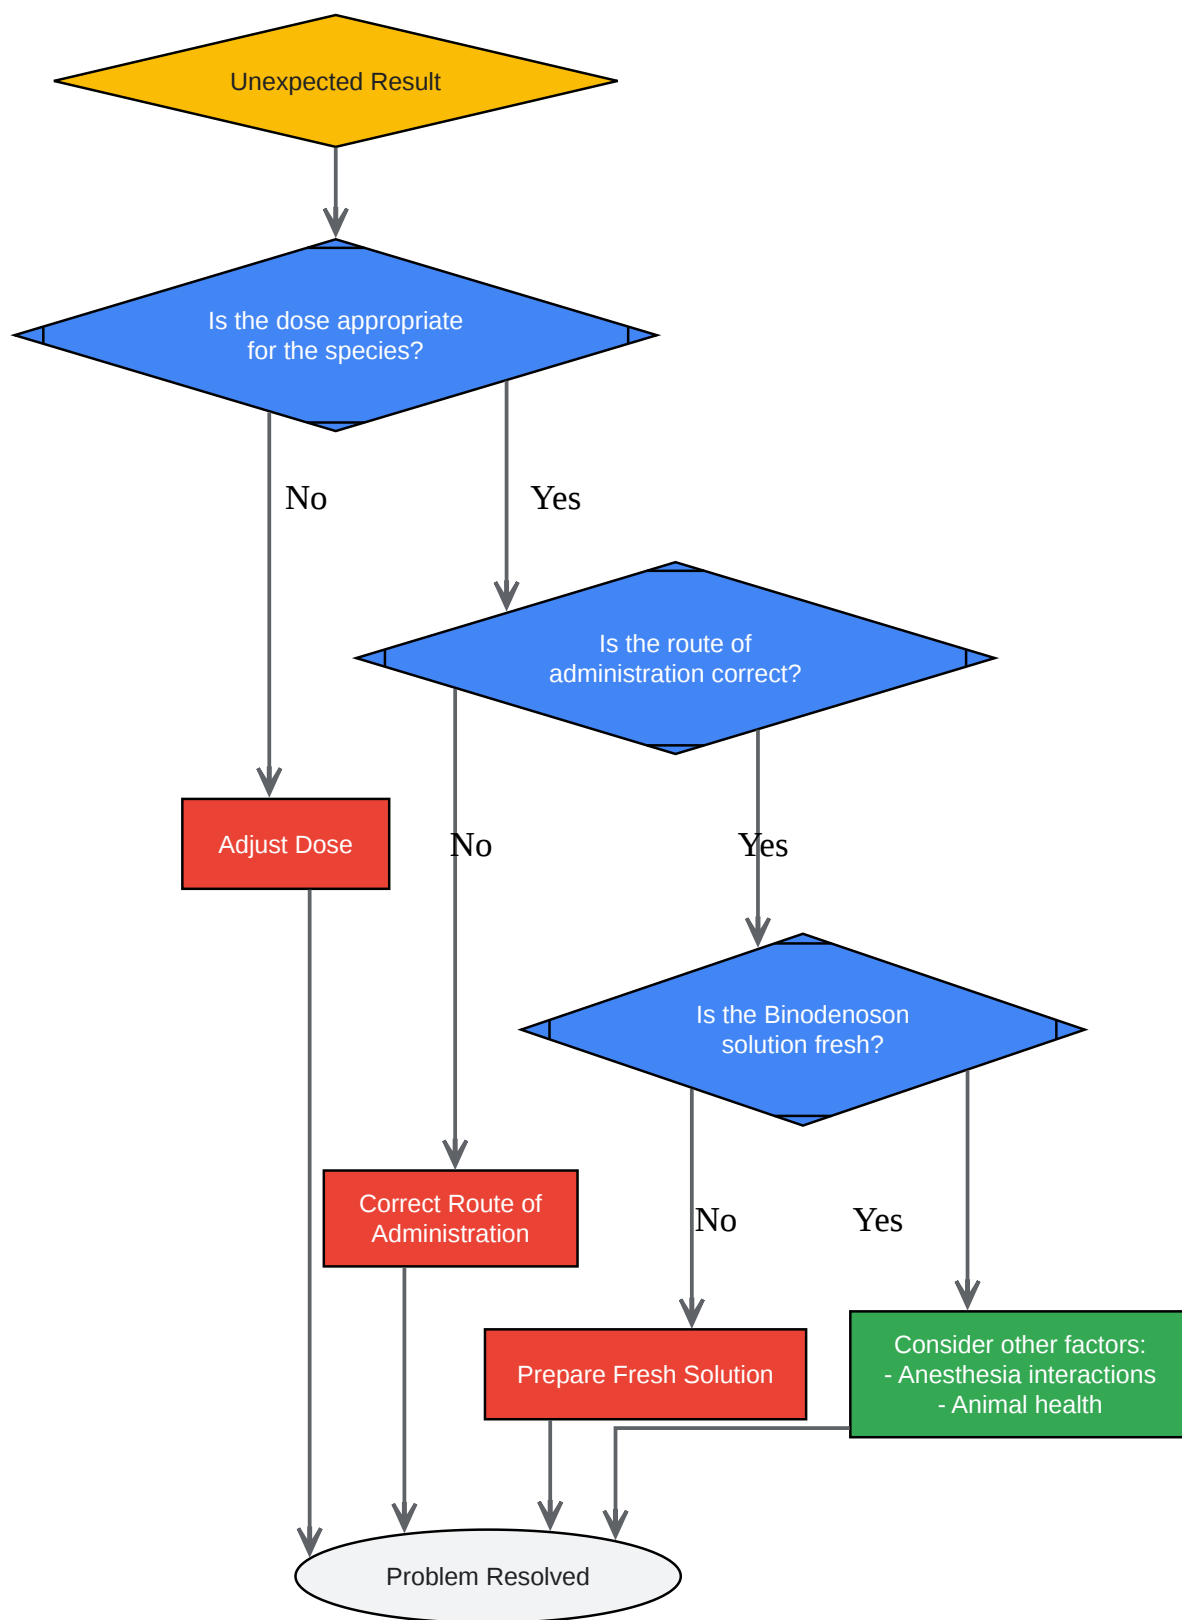 Unexpected Result
Is the dose appropriate
for the species?
No
Yes
Is the route of
administration correct?
Adjust Dose
No
Yes
Is the Binodenoson
solution fresh?
Correct Route of
Administration
No
Yes
Prepare Fresh Solution
Consider other factors:
- Anesthesia interactions
- Animal health
Problem Resolved